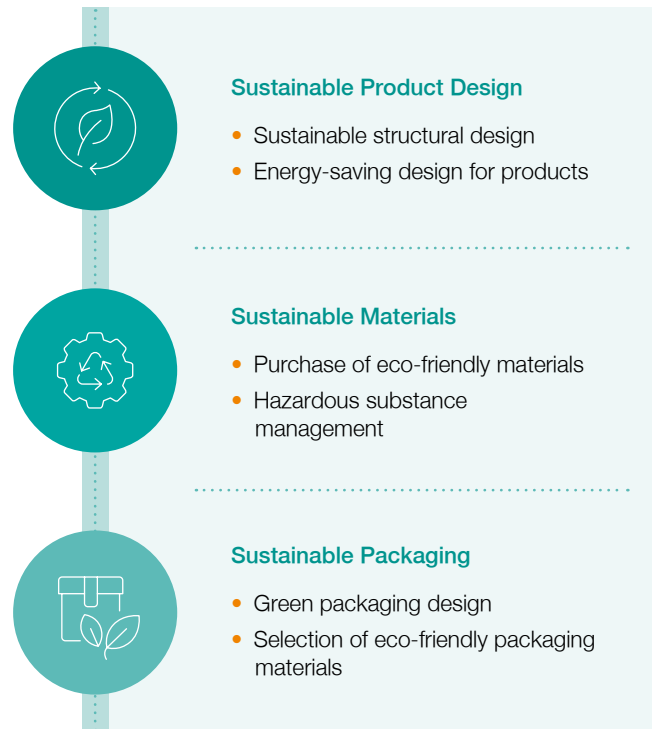 Sustainable Product Design
• Sustainable structural design
• Energy-saving design for products
Sustainable Materials
• Purchase of eco-friendly materials
• Hazardous substance
management
Sustainable Packaging
• Green packaging design
• Selection of eco-friendly packaging
materials